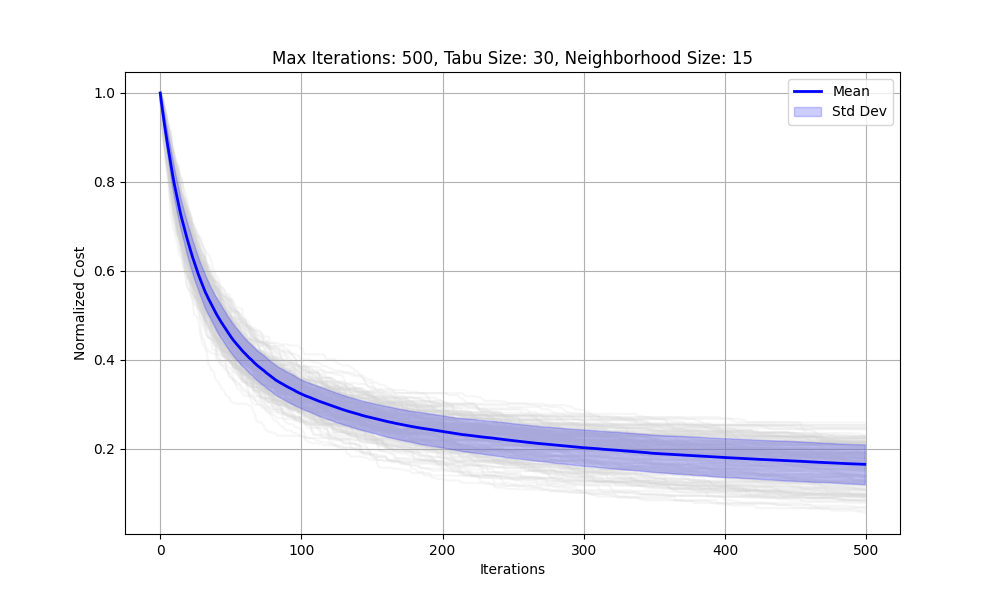 Max Iterations: 500, Tabu Size: 30, Neighborhood Size: 15
Mean
Std Dev
Normalized Cost
1.0
0.8
0.6
0.4
0.2
0
100
200
300
400
500
Iterations